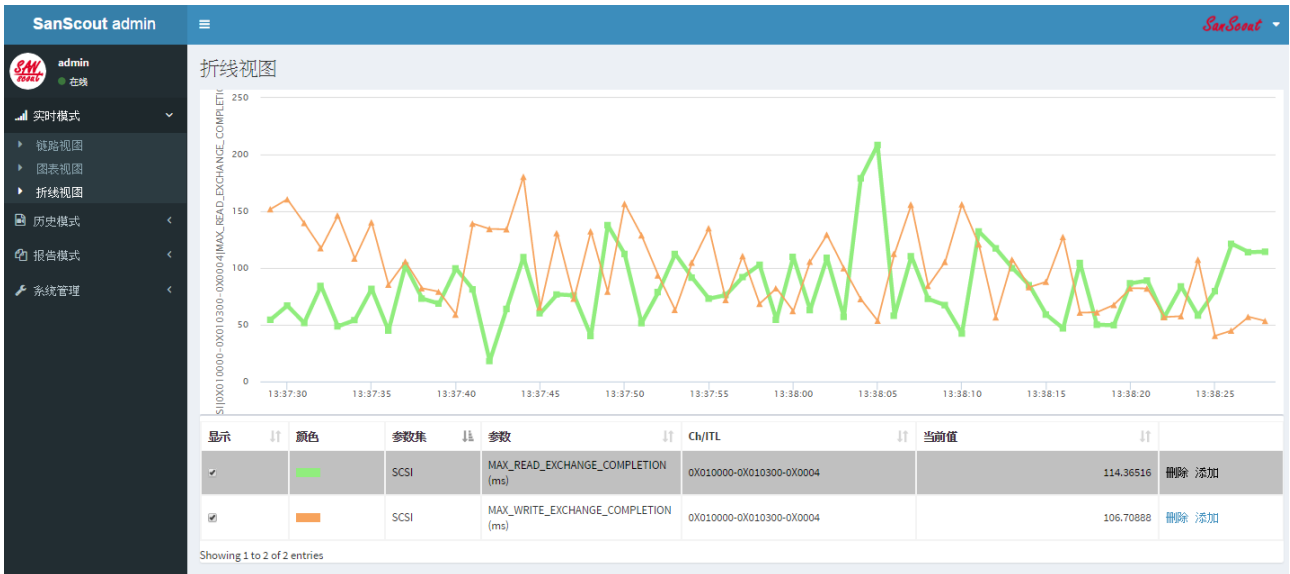 SanScout admin
SanScout
SAN
scout
admin
在线
实时模式
链路视图
图表视图
折线视图
历史模式
报告模式
系统管理
折线视图
SI|0X010000-0X010300-0X0004|MAX_READ_EXCHANGE_COMPLETIO
250
200
150
100
50
0
13:37:30 13:37:35 13:37:40 13:37:45 13:37:50 13:37:55 13:38:00 13:38:05 13:38:10 13:38:15 13:38:20 13:38:25
显示 颜色 参数集 参数 Ch/ITL 当前值
SCSI MAX_READ_EXCHANGE_COMPLETION
(ms) 0X010000-0X010300-0X0004 114.36516 删除 添加
SCSI MAX_WRITE_EXCHANGE_COMPLETION
(ms) 0X010000-0X010300-0X0004 106.70888 删除 添加
Showing 1 to 2 of 2 entries